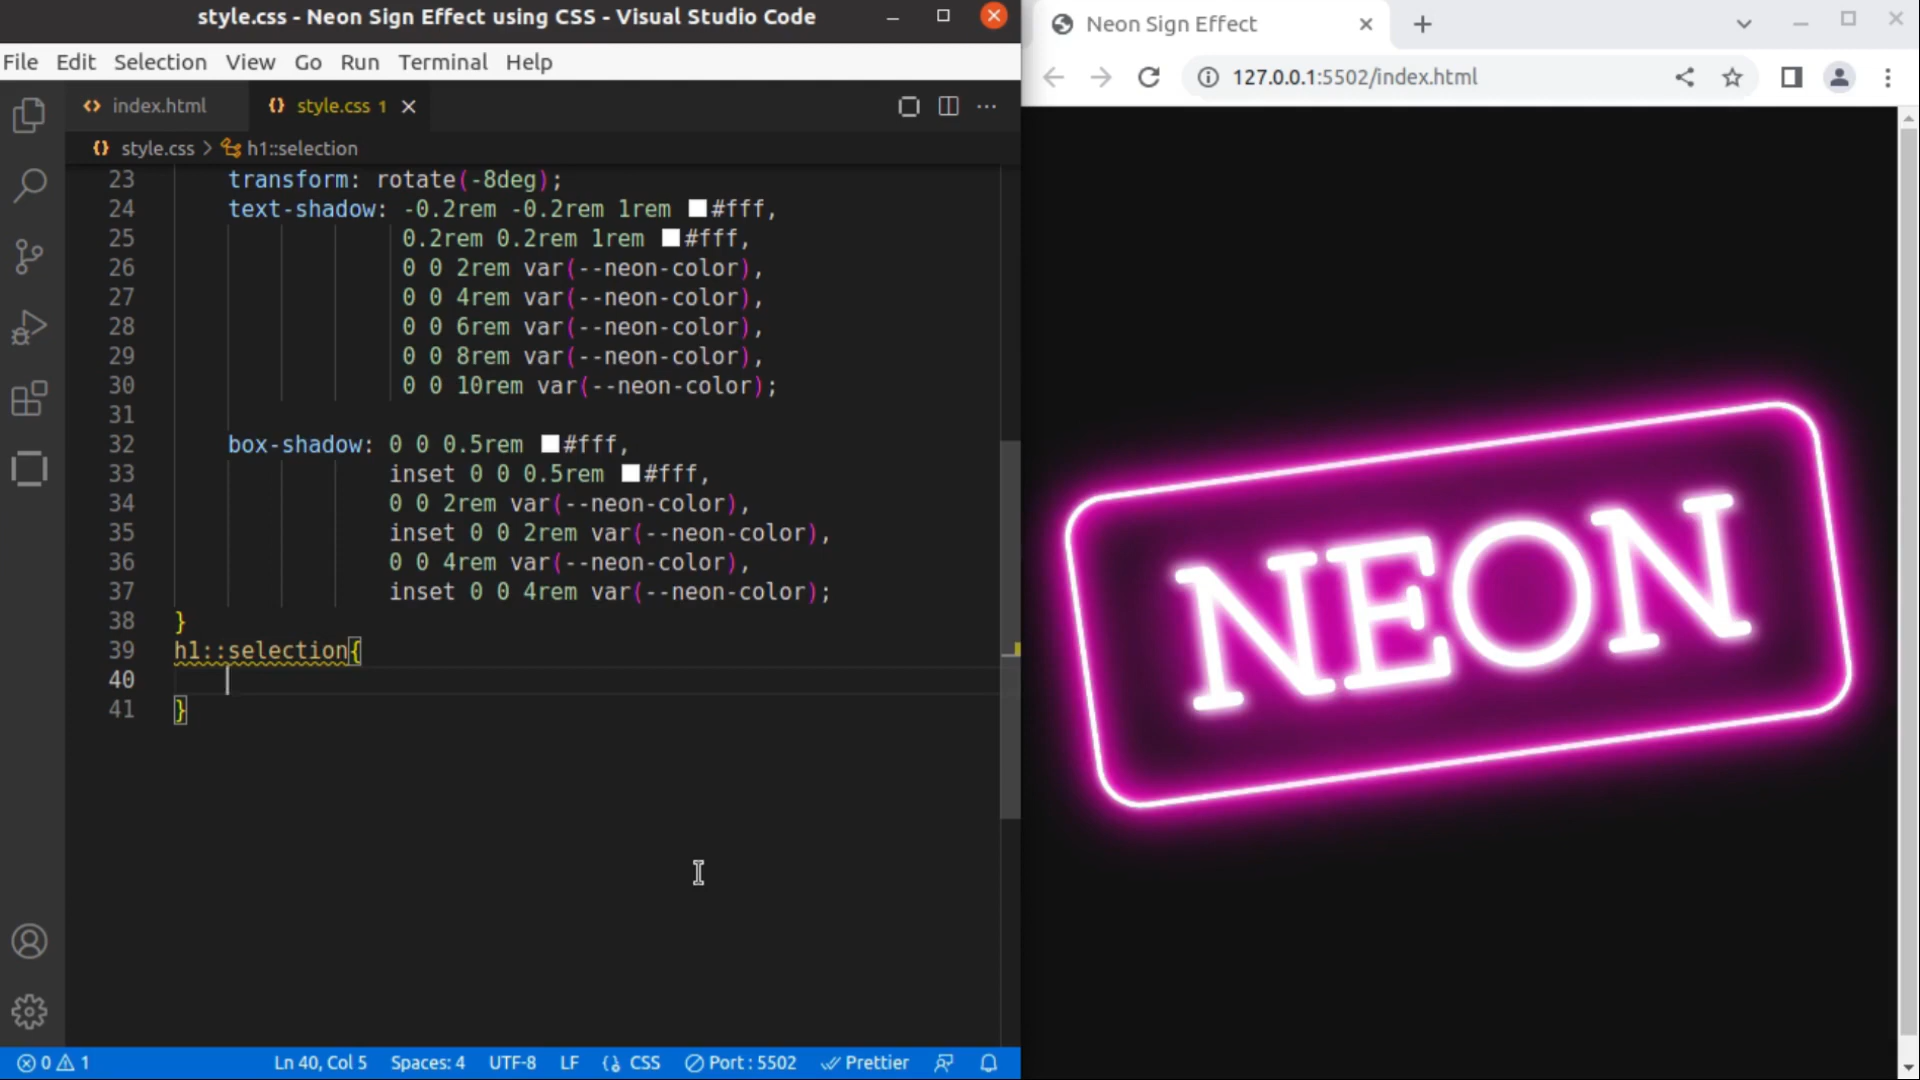 style.css - Neon Sign Effect using CSS - Visual Studio Code
File Edit Selection View Go Run Terminal Help
index.html style.css 1
style.css > h1::selection
23 transform: rotate(-8deg);
24 text-shadow: -0.2rem -0.2rem 1rem #fff,
25 0.2rem 0.2rem 1rem #fff,
26 0 0 2rem var(--neon-color),
27 0 0 4rem var(--neon-color),
28 0 0 6rem var(--neon-color),
29 0 0 8rem var(--neon-color),
30 0 0 10rem var(--neon-color);
31
32 box-shadow: 0 0 0.5rem #fff,
33 inset 0 0 0.5rem #fff,
34 0 0 2rem var(--neon-color),
35 inset 0 0 2rem var(--neon-color),
36 0 0 4rem var(--neon-color),
37 inset 0 0 4rem var(--neon-color);
38 }
39 h1::selection{
40
41 }
0 1 Ln 40, Col 5 Spaces: 4 UTF-8 LF CSS Port : 5502 Prettier
Neon Sign Effect
127.0.0.1:5502/index.html
NEON